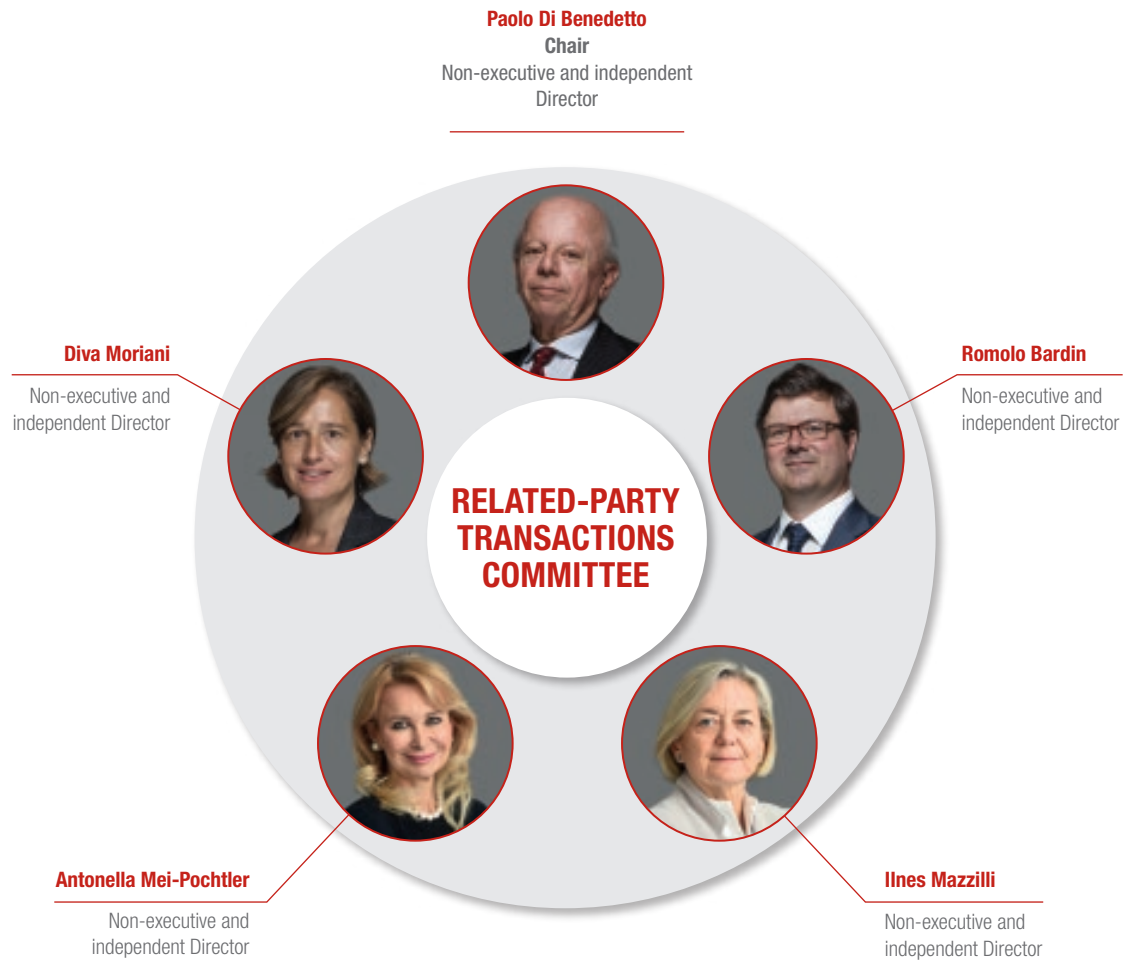 Paolo Di Benedetto
Chair
Non-executive and independent
Director
Diva Moriani
Non-executive and
independent Director
Romolo Bardin
Non-executive and
independent Director
RELATED-PARTY
TRANSACTIONS
COMMITTEE
Antonella Mei-Pochtler
Non-executive and
independent Director
Ilnes Mazzilli
Non-executive and
independent Director